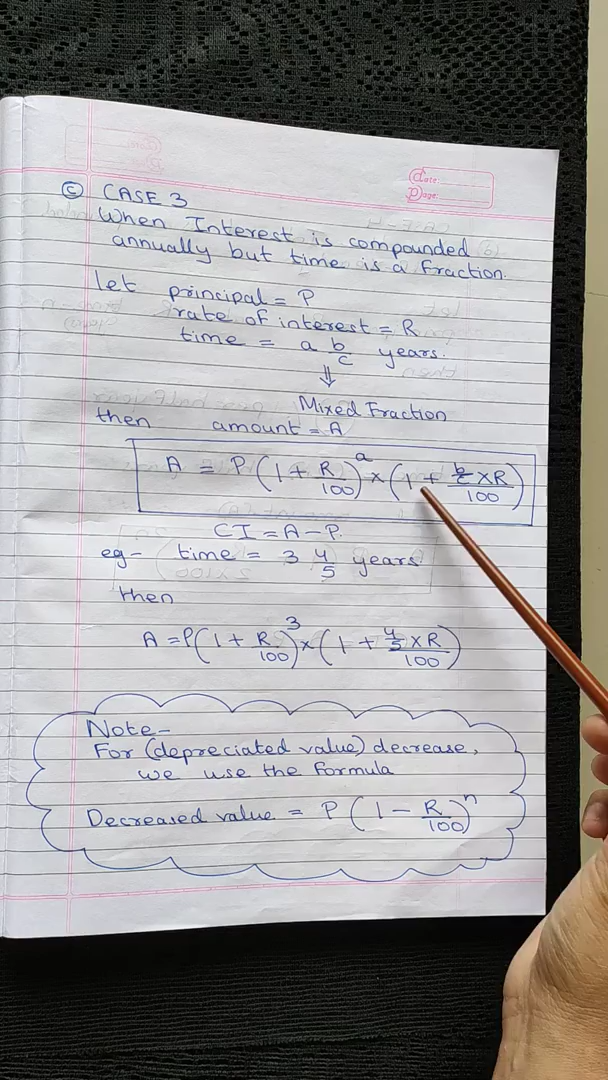 Date:
Page:
(c) CASE 3
When Interest is compounded
annually but time is a fraction.
let principal = P
rate of interest = R
time = a b/c years.
⇓
Mixed Fraction
then amount = A
A = P(1 + R/100)^a × (1 + b/c×R/100)
CI = A - P.
eg- time = 3 4/5 years
then
A = P(1 + R/100)^3 × (1 + 4/5×R/100)
Note-
For (depreciated value) decrease,
we use the formula
Decreased value = P(1 - R/100)^n